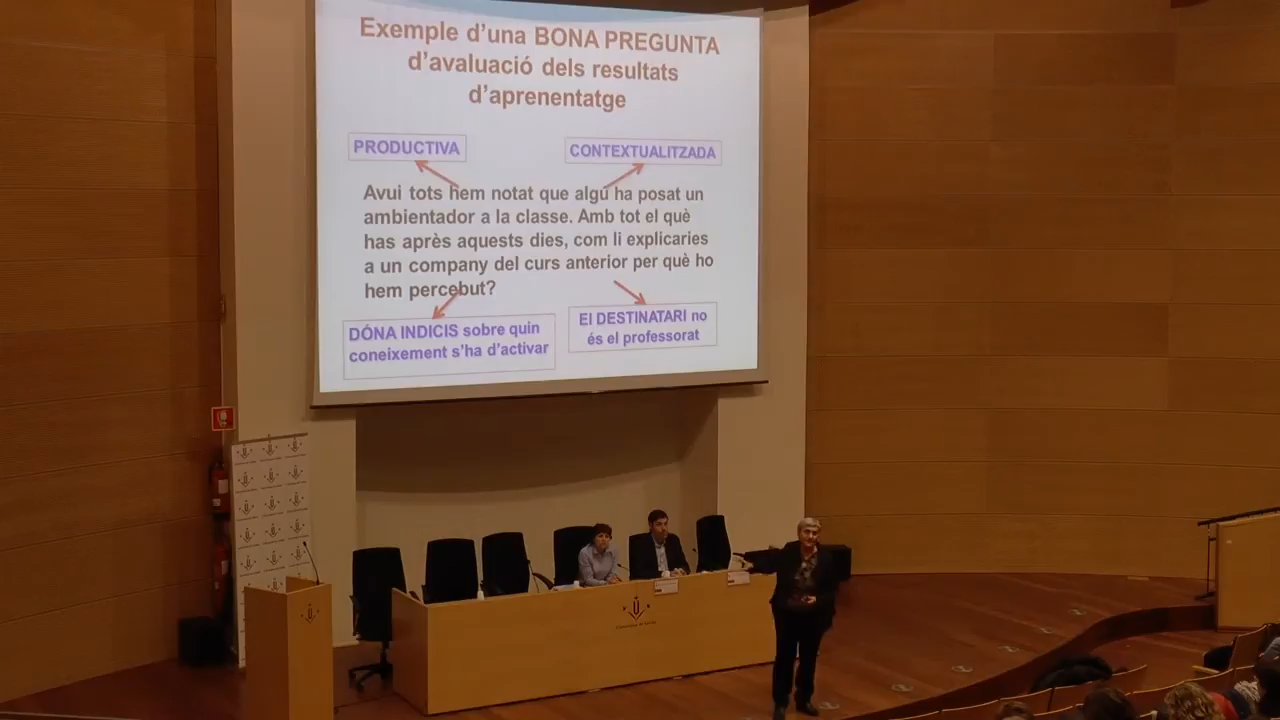 Exemple d'una BONA PREGUNTA
d'avaluació dels resultats
d'aprenentatge
PRODUCTIVA
CONTEXTUALITZADA
Avui tots hem notat que algú ha posat un
ambientador a la classe. Amb tot el què
has après aquests dies, com li explicaries
a un company del curs anterior per què ho
hem percebut?
DÓNA INDICIS sobre quin
coneixement s'ha d'activar
El DESTINATARI no
és el professorat